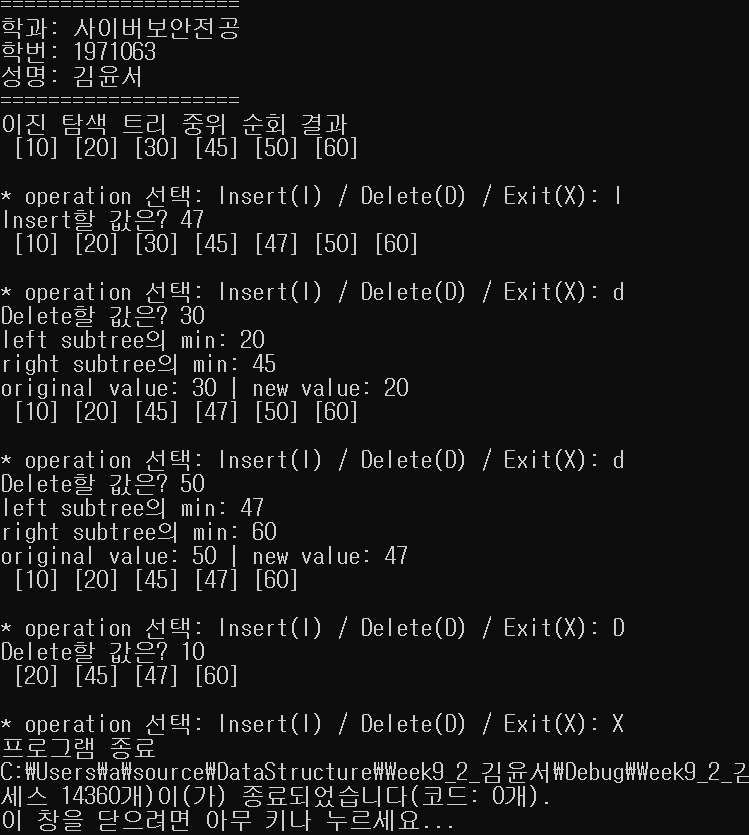 ====================
학과: 사이버보안전공
학번: 1971063
성명: 김윤서
====================
이진 탐색 트리 중위 순회 결과
[10] [20] [30] [45] [50] [60]
* operation 선택: Insert(I) / Delete(D) / Exit(X): I
Insert할 값은? 47
[10] [20] [30] [45] [47] [50] [60]
* operation 선택: Insert(I) / Delete(D) / Exit(X): d
Delete할 값은? 30
left subtree의 min: 20
right subtree의 min: 45
original value: 30 | new value: 20
[10] [20] [45] [47] [50] [60]
* operation 선택: Insert(I) / Delete(D) / Exit(X): d
Delete할 값은? 50
left subtree의 min: 47
right subtree의 min: 60
original value: 50 | new value: 47
[10] [20] [45] [47] [60]
* operation 선택: Insert(I) / Delete(D) / Exit(X): D
Delete할 값은? 10
[20] [45] [47] [60]
* operation 선택: Insert(I) / Delete(D) / Exit(X): X
프로그램 종료
C:₩Users₩a₩source₩DataStructure₩Week9_2_김윤서₩Debug₩Week9_2_김
세스 14360개)이(가) 종료되었습니다(코드: 0개).
이 창을 닫으려면 아무 키나 누르세요...